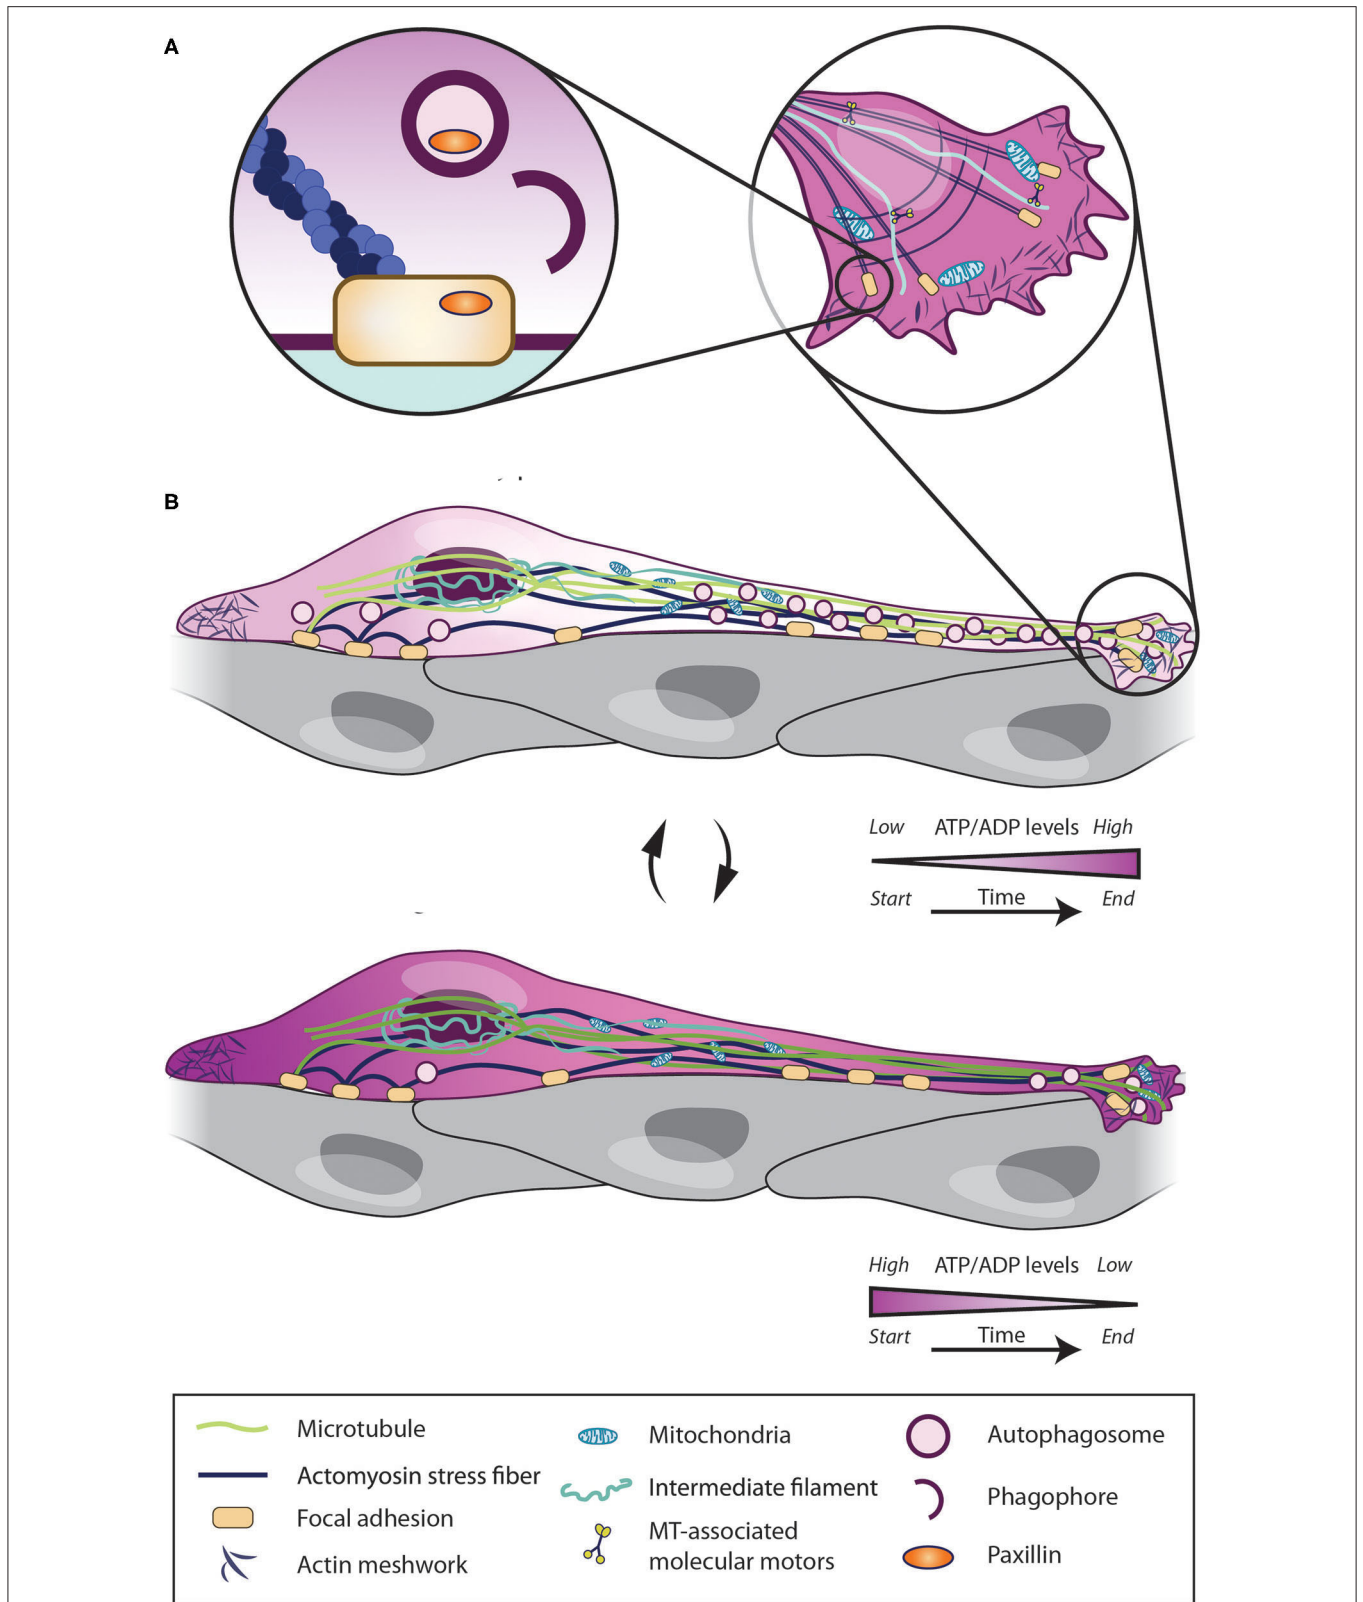 A
B
Low ATP/ADP levels High
Start Time End
High ATP/ADP levels Low
Start Time End
Microtubule
Actomyosin stress fiber
Focal adhesion
Actin meshwork
Mitochondria
Intermediate filament
MT-associated
molecular motors
Autophagosome
Phagophore
Paxillin